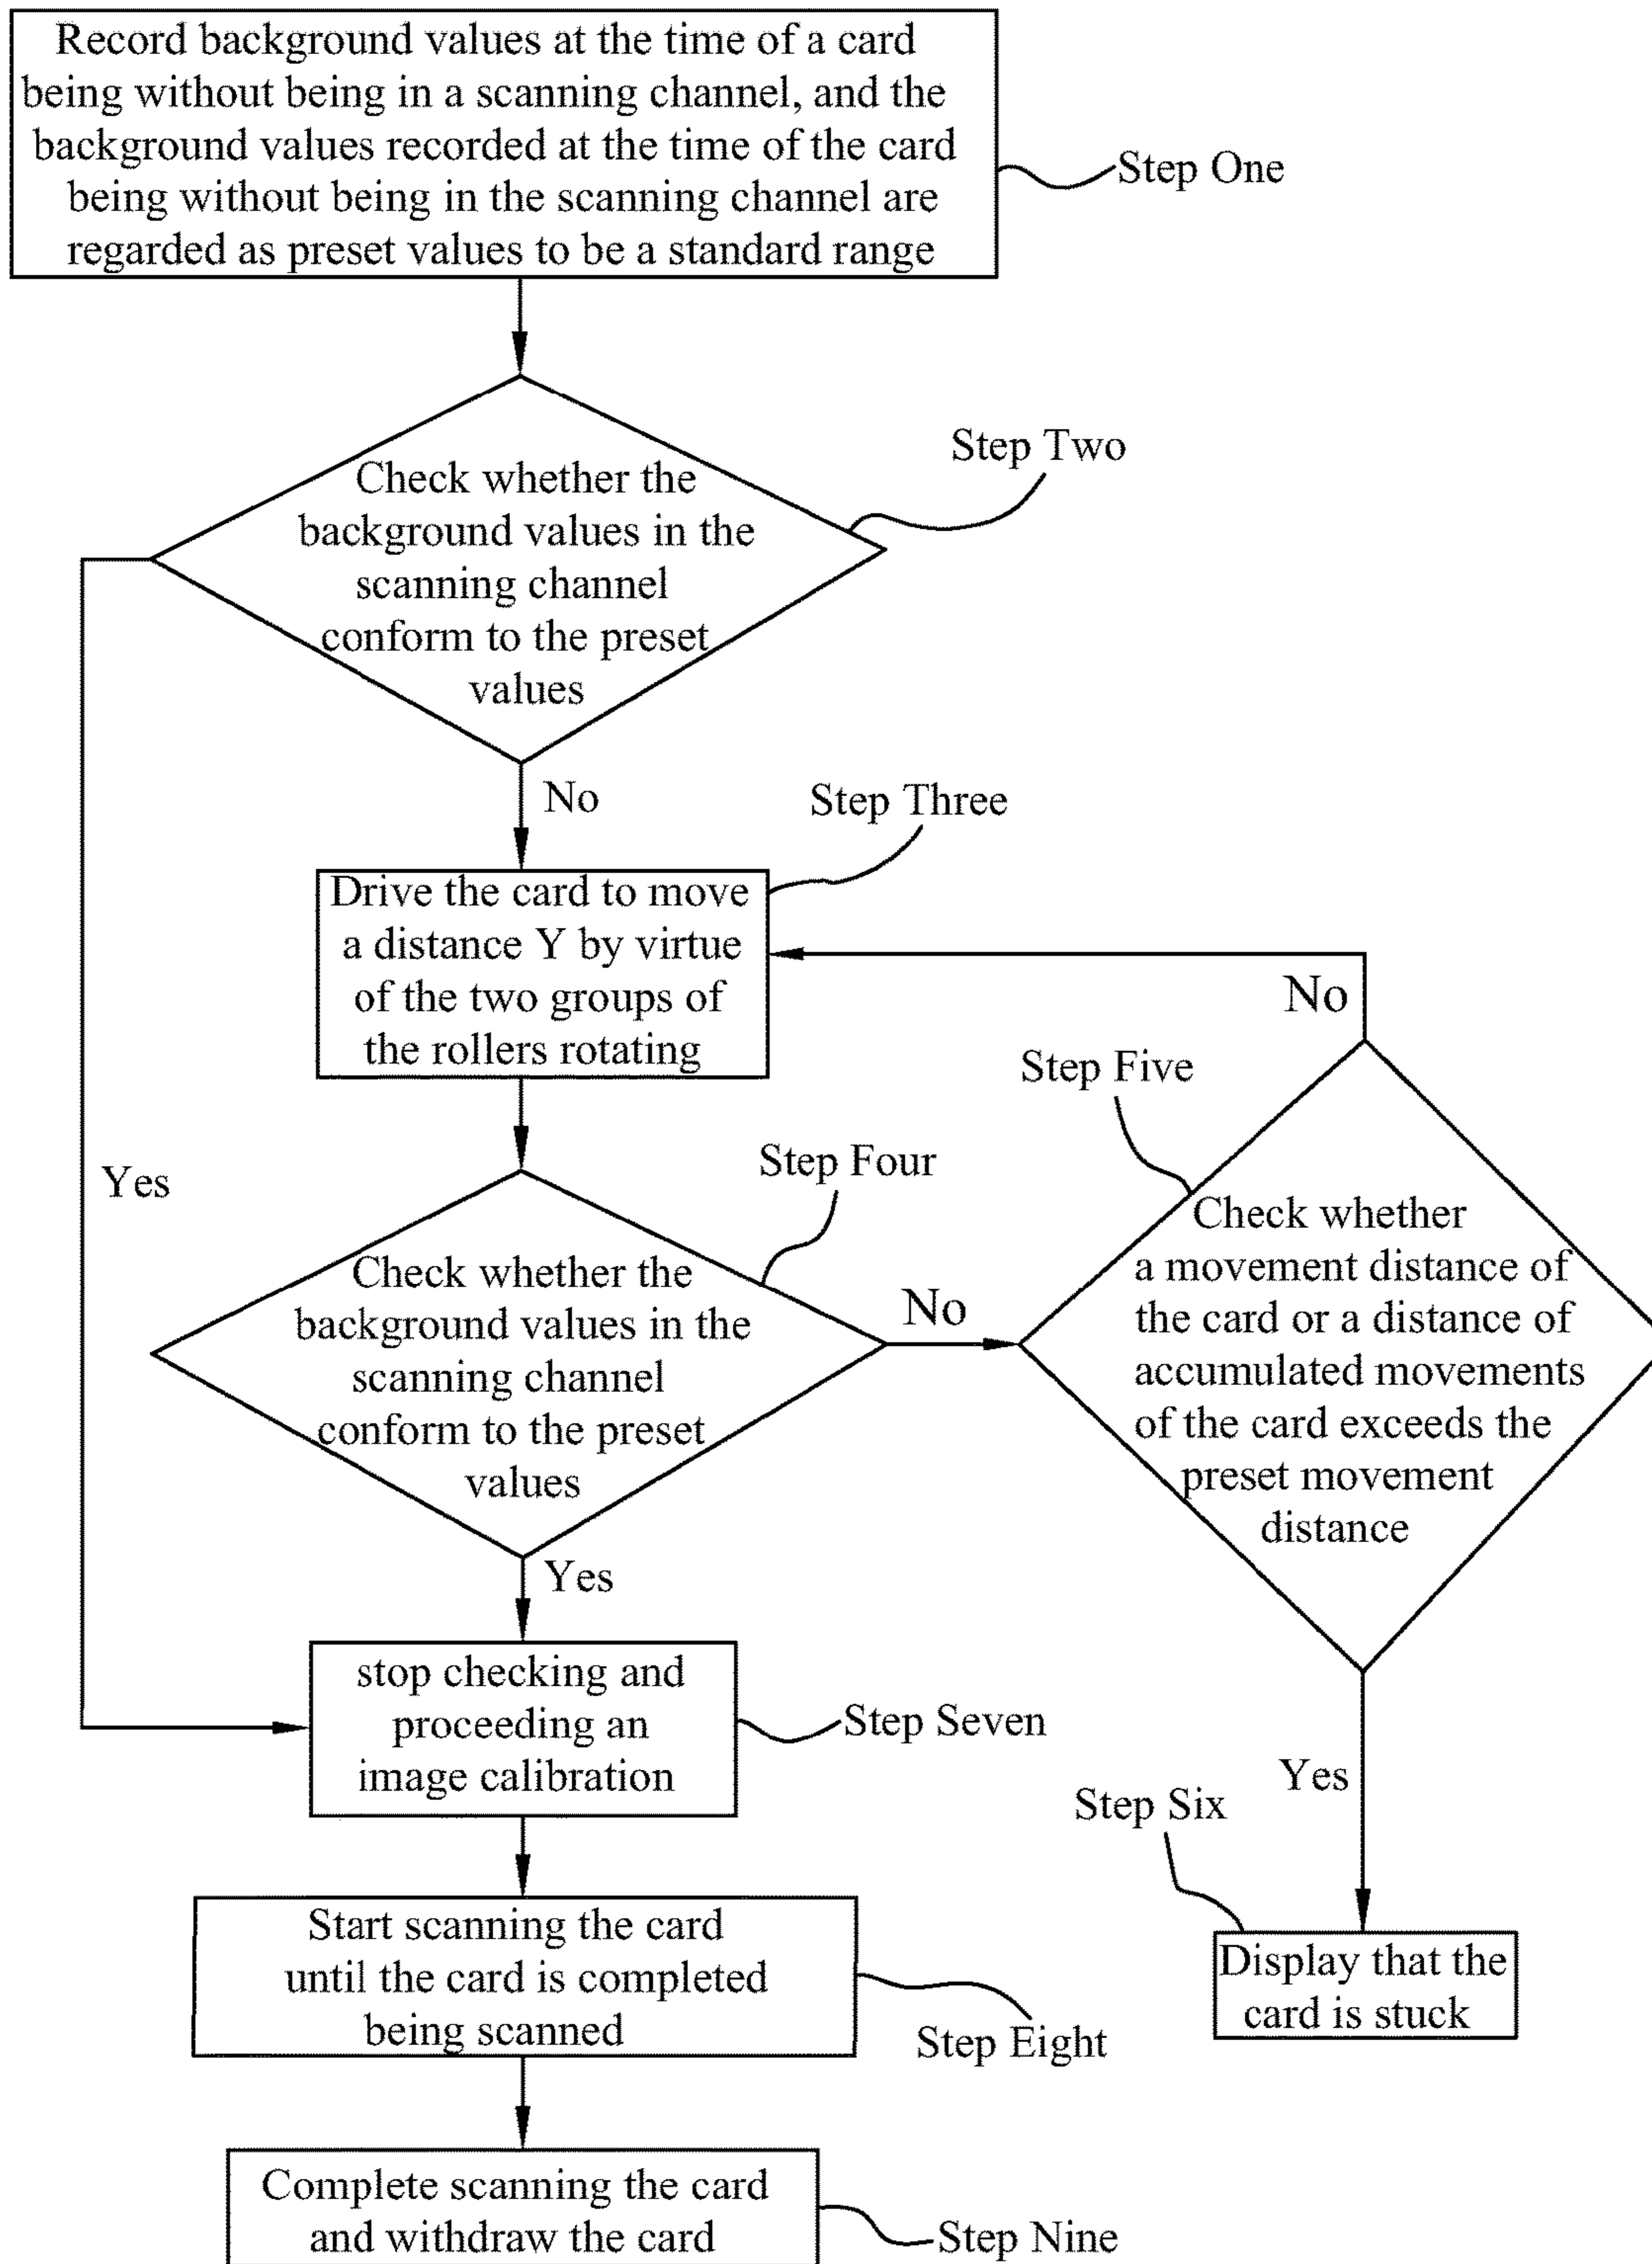 Record background values at the time of a card
being without being in a scanning channel, and the
background values recorded at the time of the card
being without being in the scanning channel are
regarded as preset values to be a standard range
Step One
Step Two
Check whether the
background values in the
scanning channel
conform to the preset
values
No
Step Three
Drive the card to move
a distance Y by virtue
of the two groups of
the rollers rotating
No
Step Five
Yes
Step Four
Check whether the
background values in the
scanning channel
conform to the preset
values
No
Check whether
a movement distance of
the card or a distance of
accumulated movements
of the card exceeds the
preset movement
distance
Yes
stop checking and
proceeding an
image calibration
Step Seven
Yes
Step Six
Start scanning the card
until the card is completed
being scanned
Step Eight
Display that the
card is stuck
Complete scanning the card
and withdraw the card
Step Nine